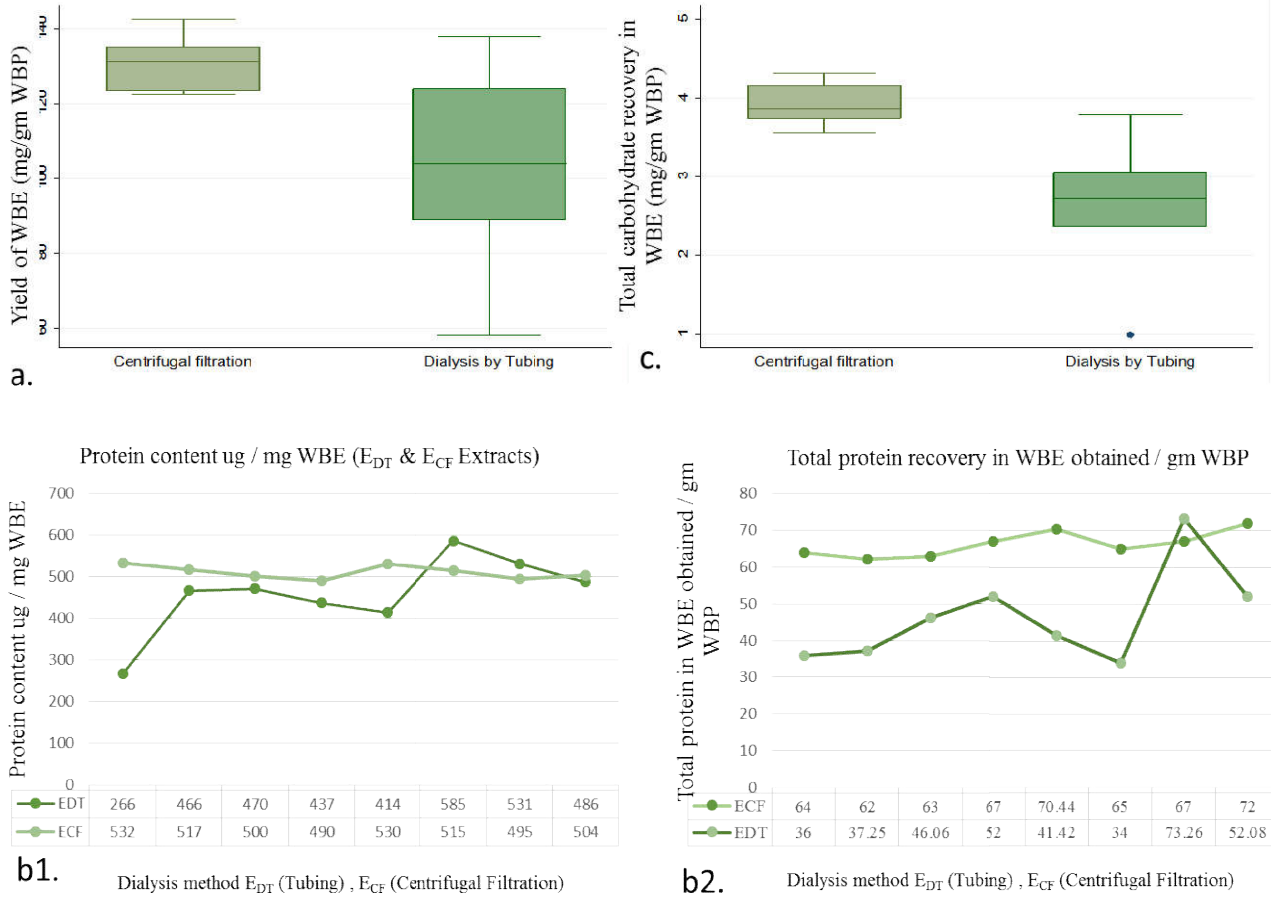 Yield of WBE (mg/gm WBP)
140
120
100
80
60
Centrifugal filtration
Dialysis by Tubing
a.
Total carbohydrate recovery in
WBE (mg/gm WBP)
5
4
3
2
1
Centrifugal filtration
Dialysis by Tubing
c.
Protein content ug / mg WBE (EDT & ECF Extracts)
Protein content ug / mg WBE
700
600
500
400
300
200
100
0
EDT 266 466 470 437 414 585 531 486
ECF 532 517 500 490 530 515 495 504
b1.
Dialysis method EDT (Tubing) , ECF (Centrifugal Filtration)
Total protein recovery in WBE obtained / gm WBP
Total protein in WBE obtained / gm
WBP
80
70
60
50
40
30
20
10
0
ECF 64 62 63 67 70.44 65 67 72
EDT 36 37.25 46.06 52 41.42 34 73.26 52.08
b2.
Dialysis method EDT (Tubing) , ECF (Centrifugal Filtration)